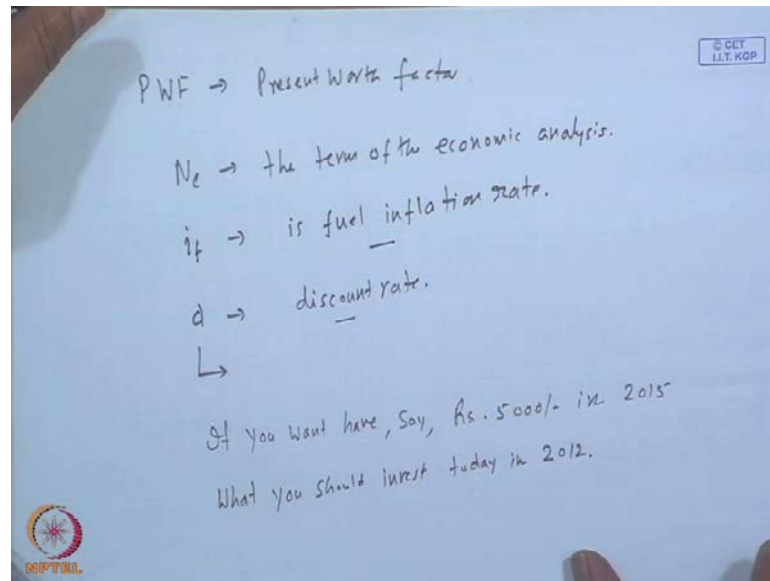 © CET
I.I.T. KGP
PWF → Present Worth factor
Ne → the term of the economic analysis.
if → is fuel inflation rate.
d → discount rate.
↳
If you want have, Say, Rs. 5000/- in 2015
What you should invest today in 2012.
NPTEL